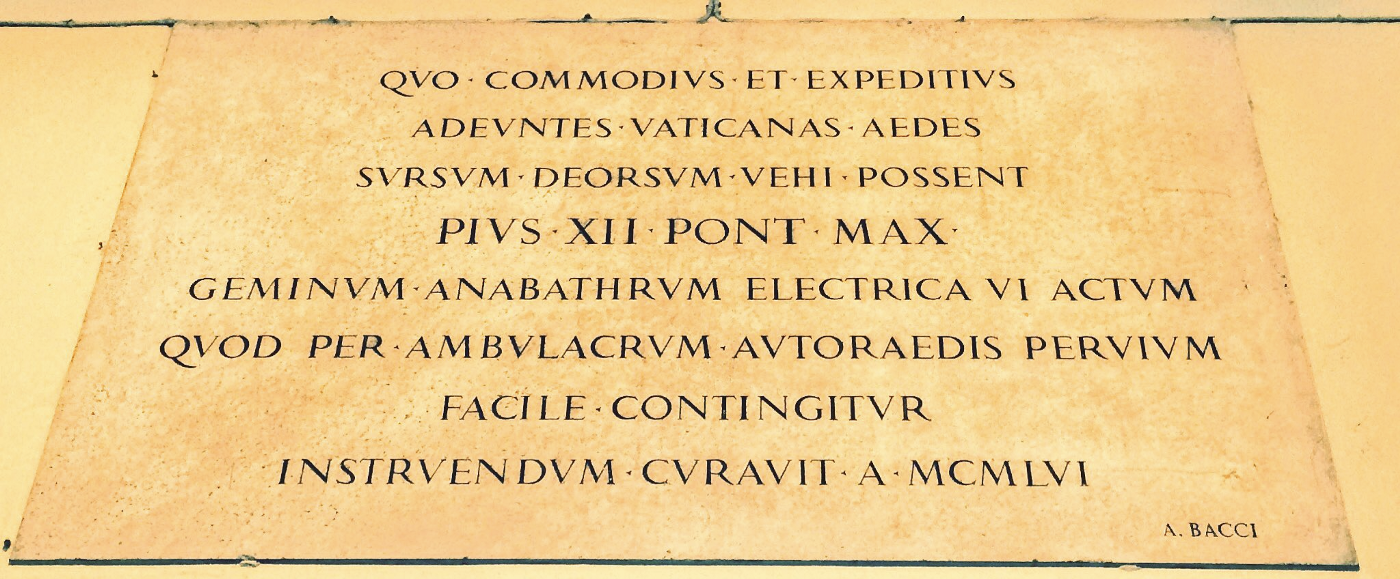 QVO · COMMODIVS · ET · EXPEDITIVS
ADEVNTES · VATICANAS · AEDES
SVRSVM · DEORSVM · VEHI · POSSENT
PIVS · XII · PONT · MAX ·
GEMINVM · ANABATHRVM ELECTRICA VI ACTVM
QVOD PER · AMBVLACRVM · AVTORAEDIS PERVIVM
FACILE · CONTINGITVR
INSTRVENDVM · CVRAVIT · A · MCMLVI
A. BACCI